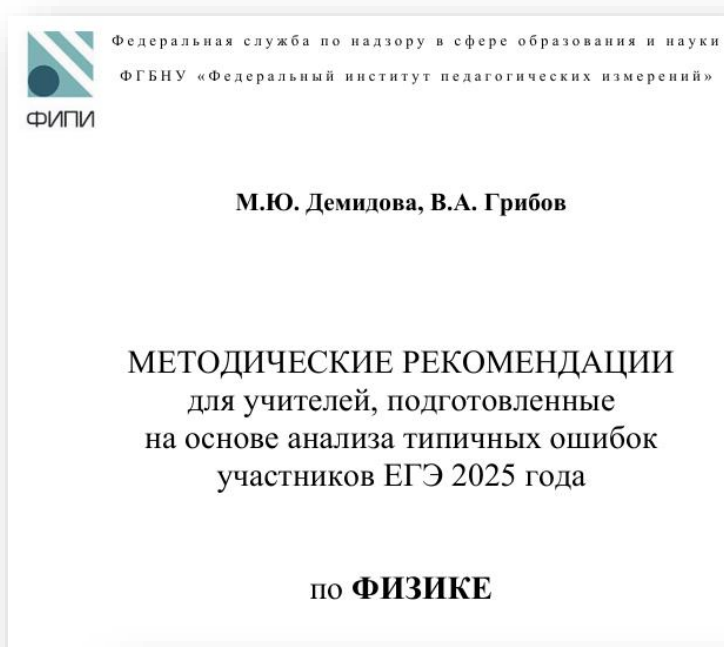 Федеральная служба по надзору в сфере образования и науки
ФГБНУ «Федеральный институт педагогических измерений»
ФИПИ
М.Ю. Демидова, В.А. Грибов
МЕТОДИЧЕСКИЕ РЕКОМЕНДАЦИИ
для учителей, подготовленные
на основе анализа типичных ошибок
участников ЕГЭ 2025 года
по ФИЗИКЕ